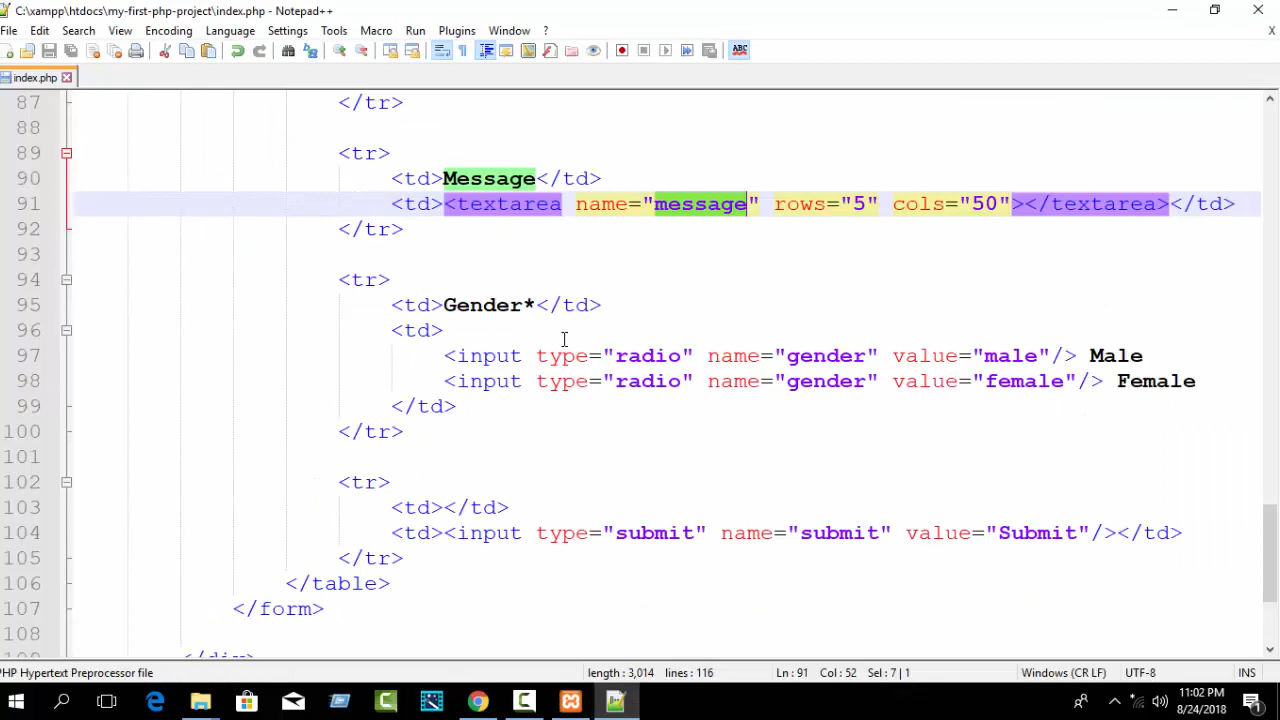 C:\xampp\htdocs\my-first-php-project\index.php - Notepad++
File Edit Search View Encoding Language Settings Tools Macro Run Plugins Window ? X
index.php
87 </tr>
88
89 <tr>
90 <td>Message</td>
91 <td><textarea name="message" rows="5" cols="50"></textarea></td>
92 </tr>
93
94 <tr>
95 <td>Gender*</td>
96 <td>
97 <input type="radio" name="gender" value="male"/> Male
98 <input type="radio" name="gender" value="female"/> Female
99 </td>
100 </tr>
101
102 <tr>
103 <td></td>
104 <td><input type="submit" name="submit" value="Submit"/></td>
105 </tr>
106 </table>
107 </form>
108
</div>
PHP Hypertext Preprocessor file length : 3,014 lines : 116 Ln : 91 Col : 52 Sel : 7 | 1 Windows (CR LF) UTF-8 INS
11:02 PM
8/24/2018